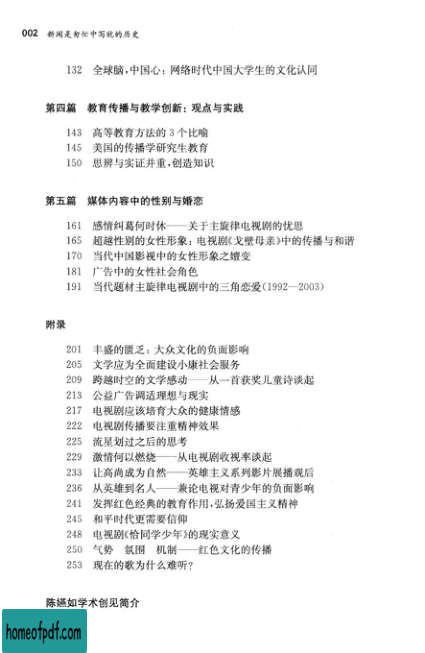 002 新闻是匆忙中写就的历史
132 全球脑,中国心:网络时代中国大学生的文化认同
第四篇 教育传播与教学创新:观点与实践
143 高等教育方法的3个比喻
145 美国的传播学研究生教育
150 思辨与实证并重,创造知识
第五篇 媒体内容中的性别与婚恋
161 感情纠葛何时休——关于主旋律电视剧的忧思
165 超越性别的女性形象:电视剧《戈壁母亲》中的传播与和谐
170 当代中国影视中的女性形象之嬗变
181 广告中的女性社会角色
191 当代题材主旋律电视剧中的三角恋爱(1992—2003)
附录
201 丰盛的匮乏:大众文化的负面影响
205 文学应为全面建设小康社会服务
209 跨越时空的文学感动——从一首获奖儿童诗谈起
213 公益广告调适理想与现实
217 电视剧应该培育大众的健康情感
222 电视剧传播要注重精神效果
225 流星划过之后的思考
229 激情何以燃烧——从电视剧收视率谈起
233 让高尚成为自然——英雄主义系列影片展播观后
236 从英雄到名人——兼论电视对青少年的负面影响
241 发挥红色经典的教育作用,弘扬爱国主义精神
245 和平时代更需要信仰
248 电视剧《恰同学少年》的现实意义
250 气势 氛围 机制——红色文化的传播
253 现在的歌为什么难听?
陈嬿如学术创见简介
homeofpdf.com